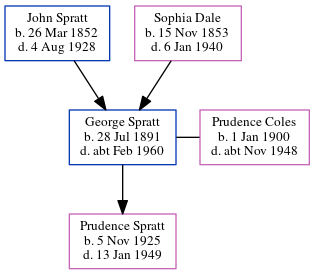 John Spratt
b. 26 Mar 1852
d. 4 Aug 1928
Sophia Dale
b. 15 Nov 1853
d. 6 Jan 1940
George Spratt
b. 28 Jul 1891
d. abt Feb 1960
Prudence Coles
b. 1 Jan 1900
d. abt Nov 1948
Prudence Spratt
b. 5 Nov 1925
d. 13 Jan 1949